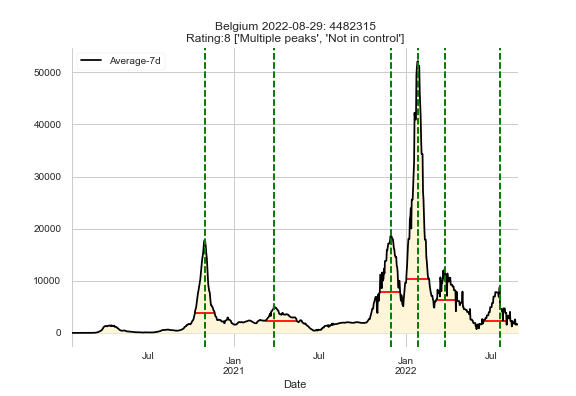 Belgium 2022-08-29: 4482315
Rating:8 ['Multiple peaks', 'Not in control']
Average-7d
50000
40000
30000
20000
10000
0
Jul
Jan
2021
Jul
Jan
2022
Jul
Date